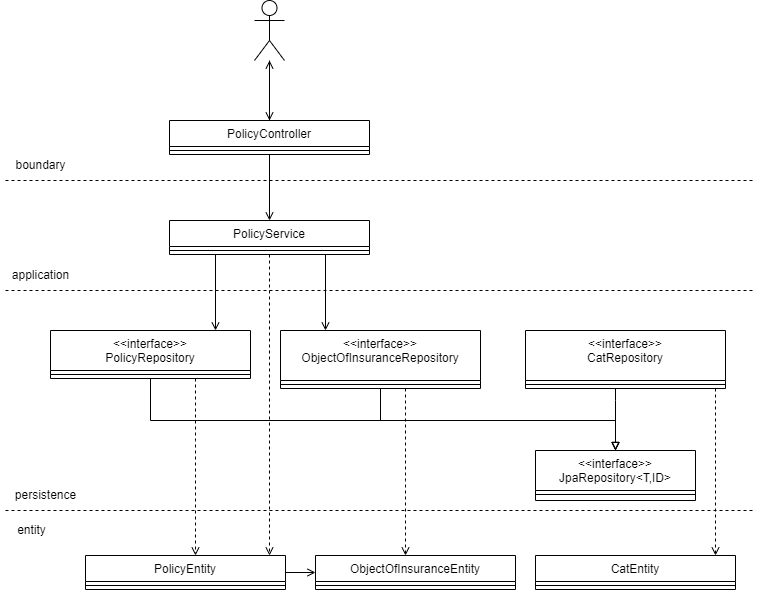 PolicyController
boundary
PolicyService
application
<<interface>>
PolicyRepository
<<interface>>
ObjectOfInsuranceRepository
<<interface>>
CatRepository
<<interface>>
JpaRepository<T,ID>
persistence
entity
PolicyEntity
ObjectOfInsuranceEntity
CatEntity